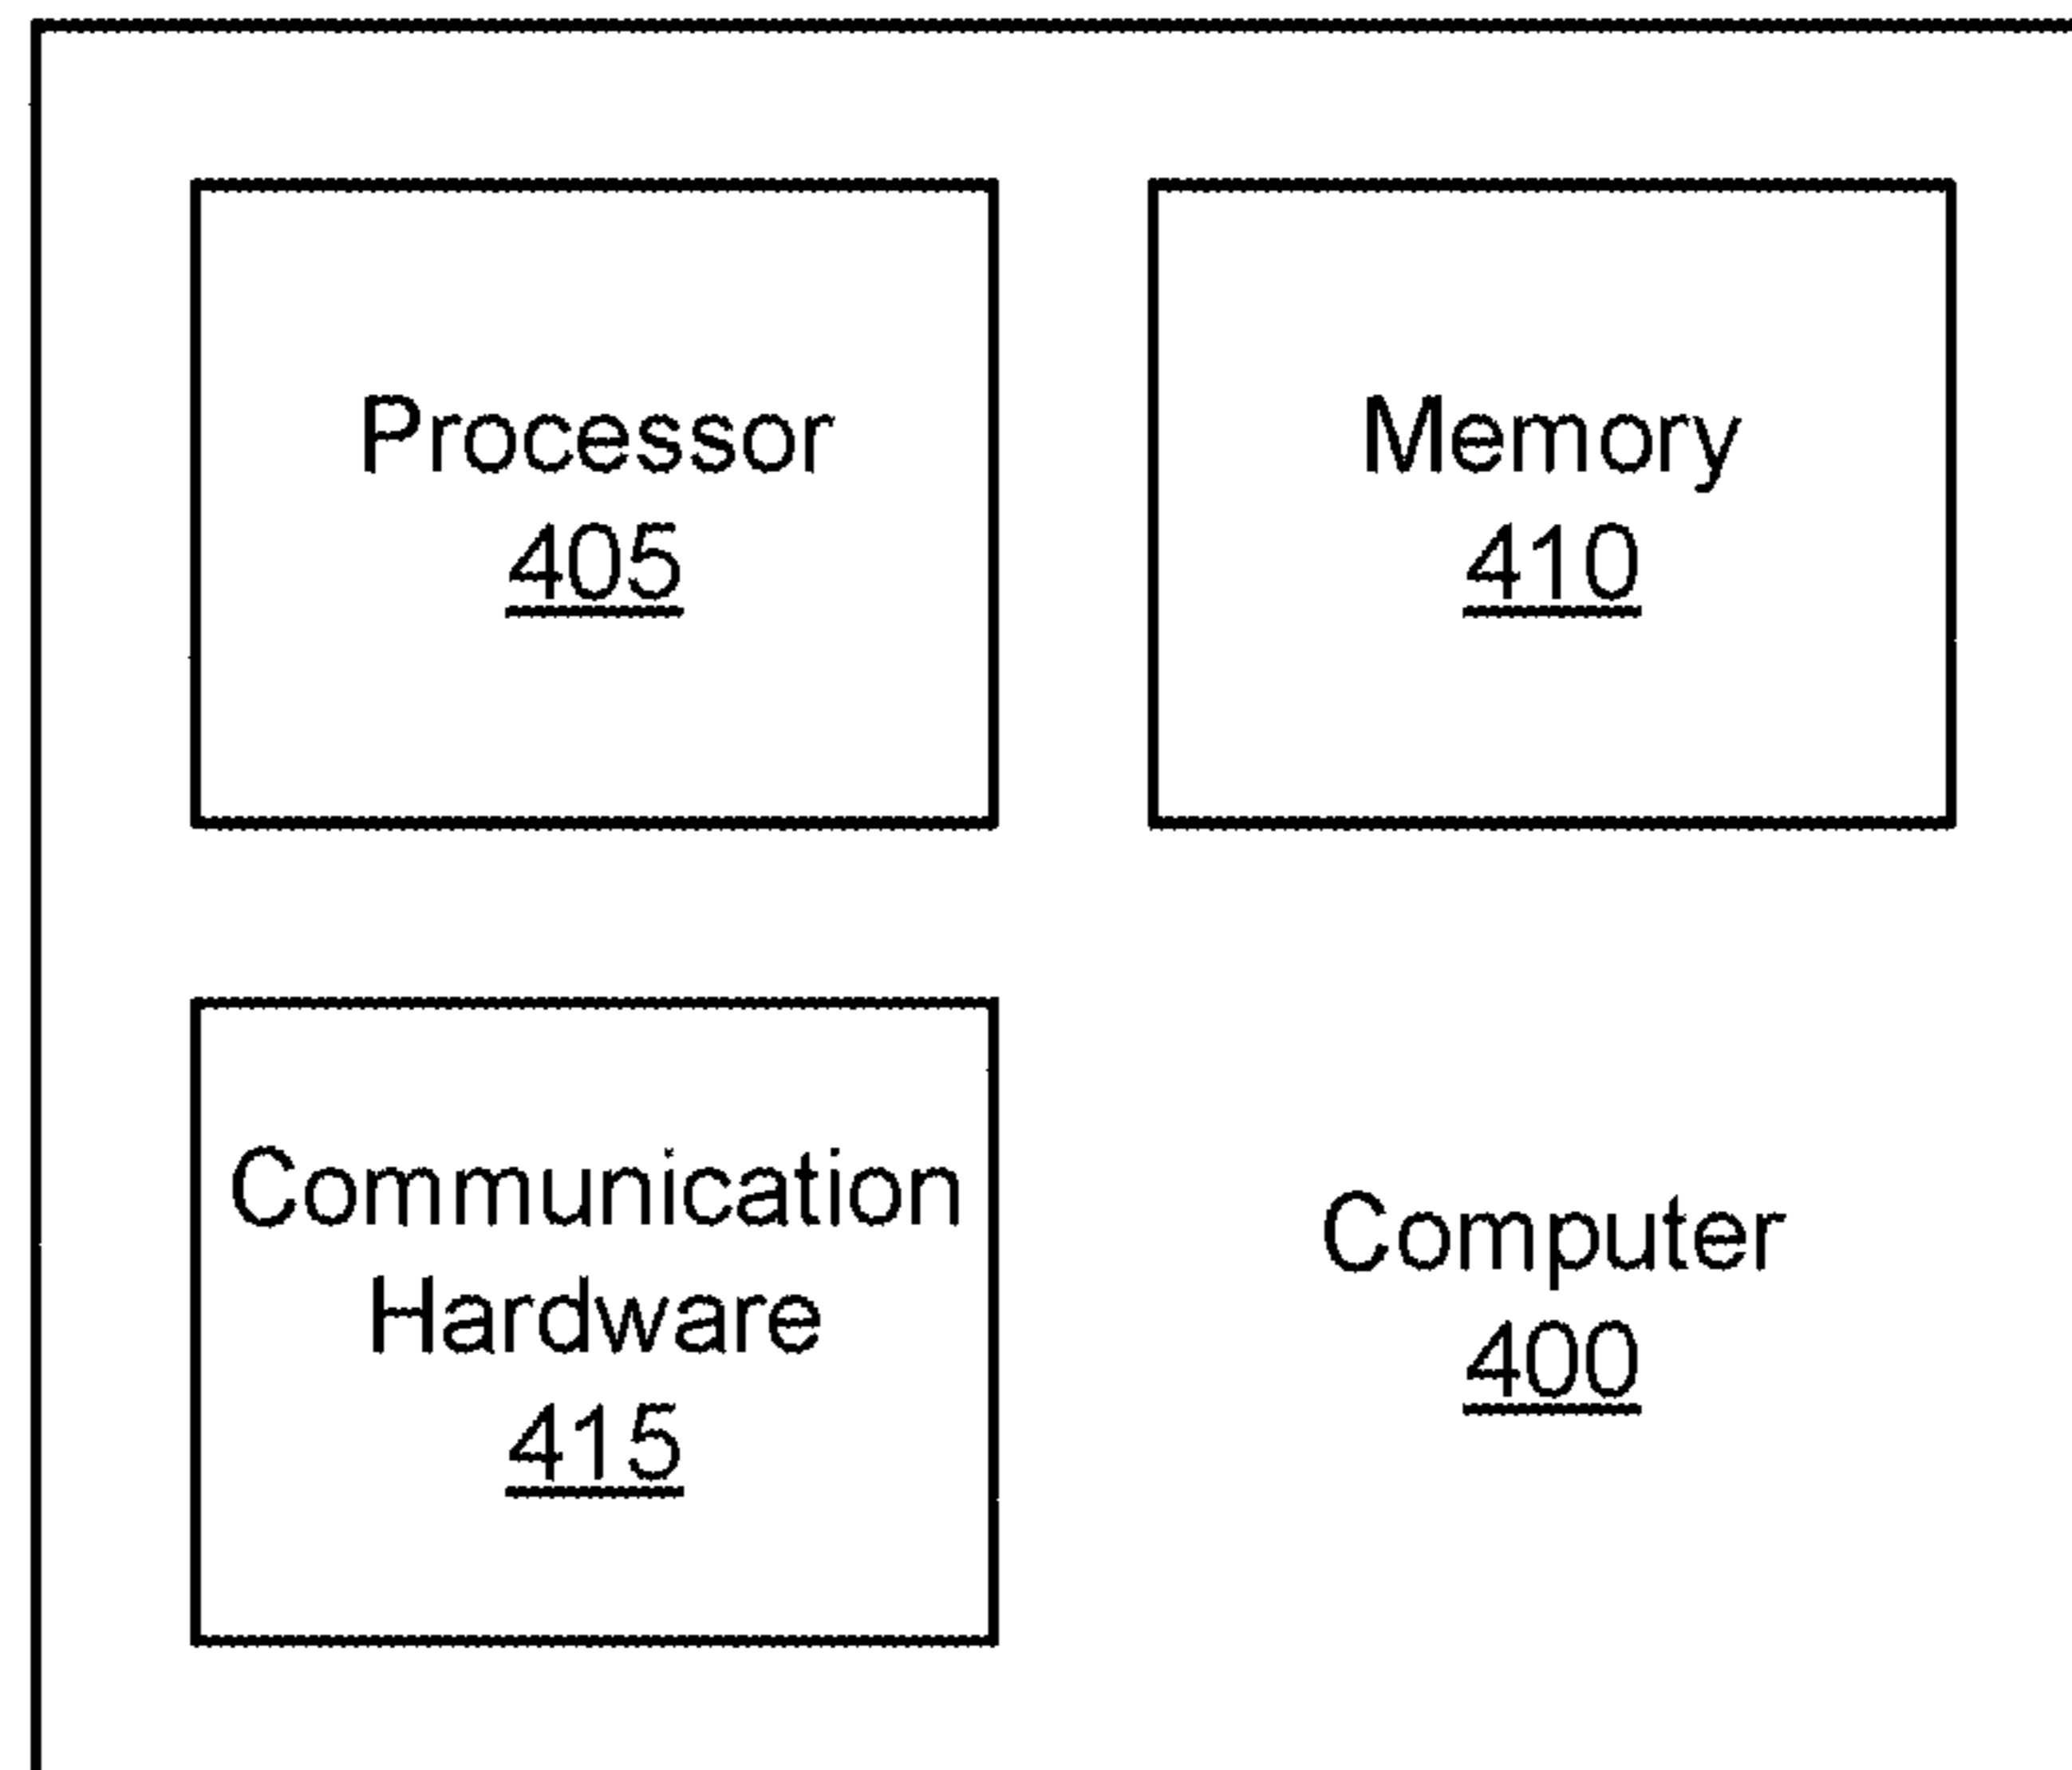 Processor
405
Memory
410
Communication
Hardware
415
Computer
400